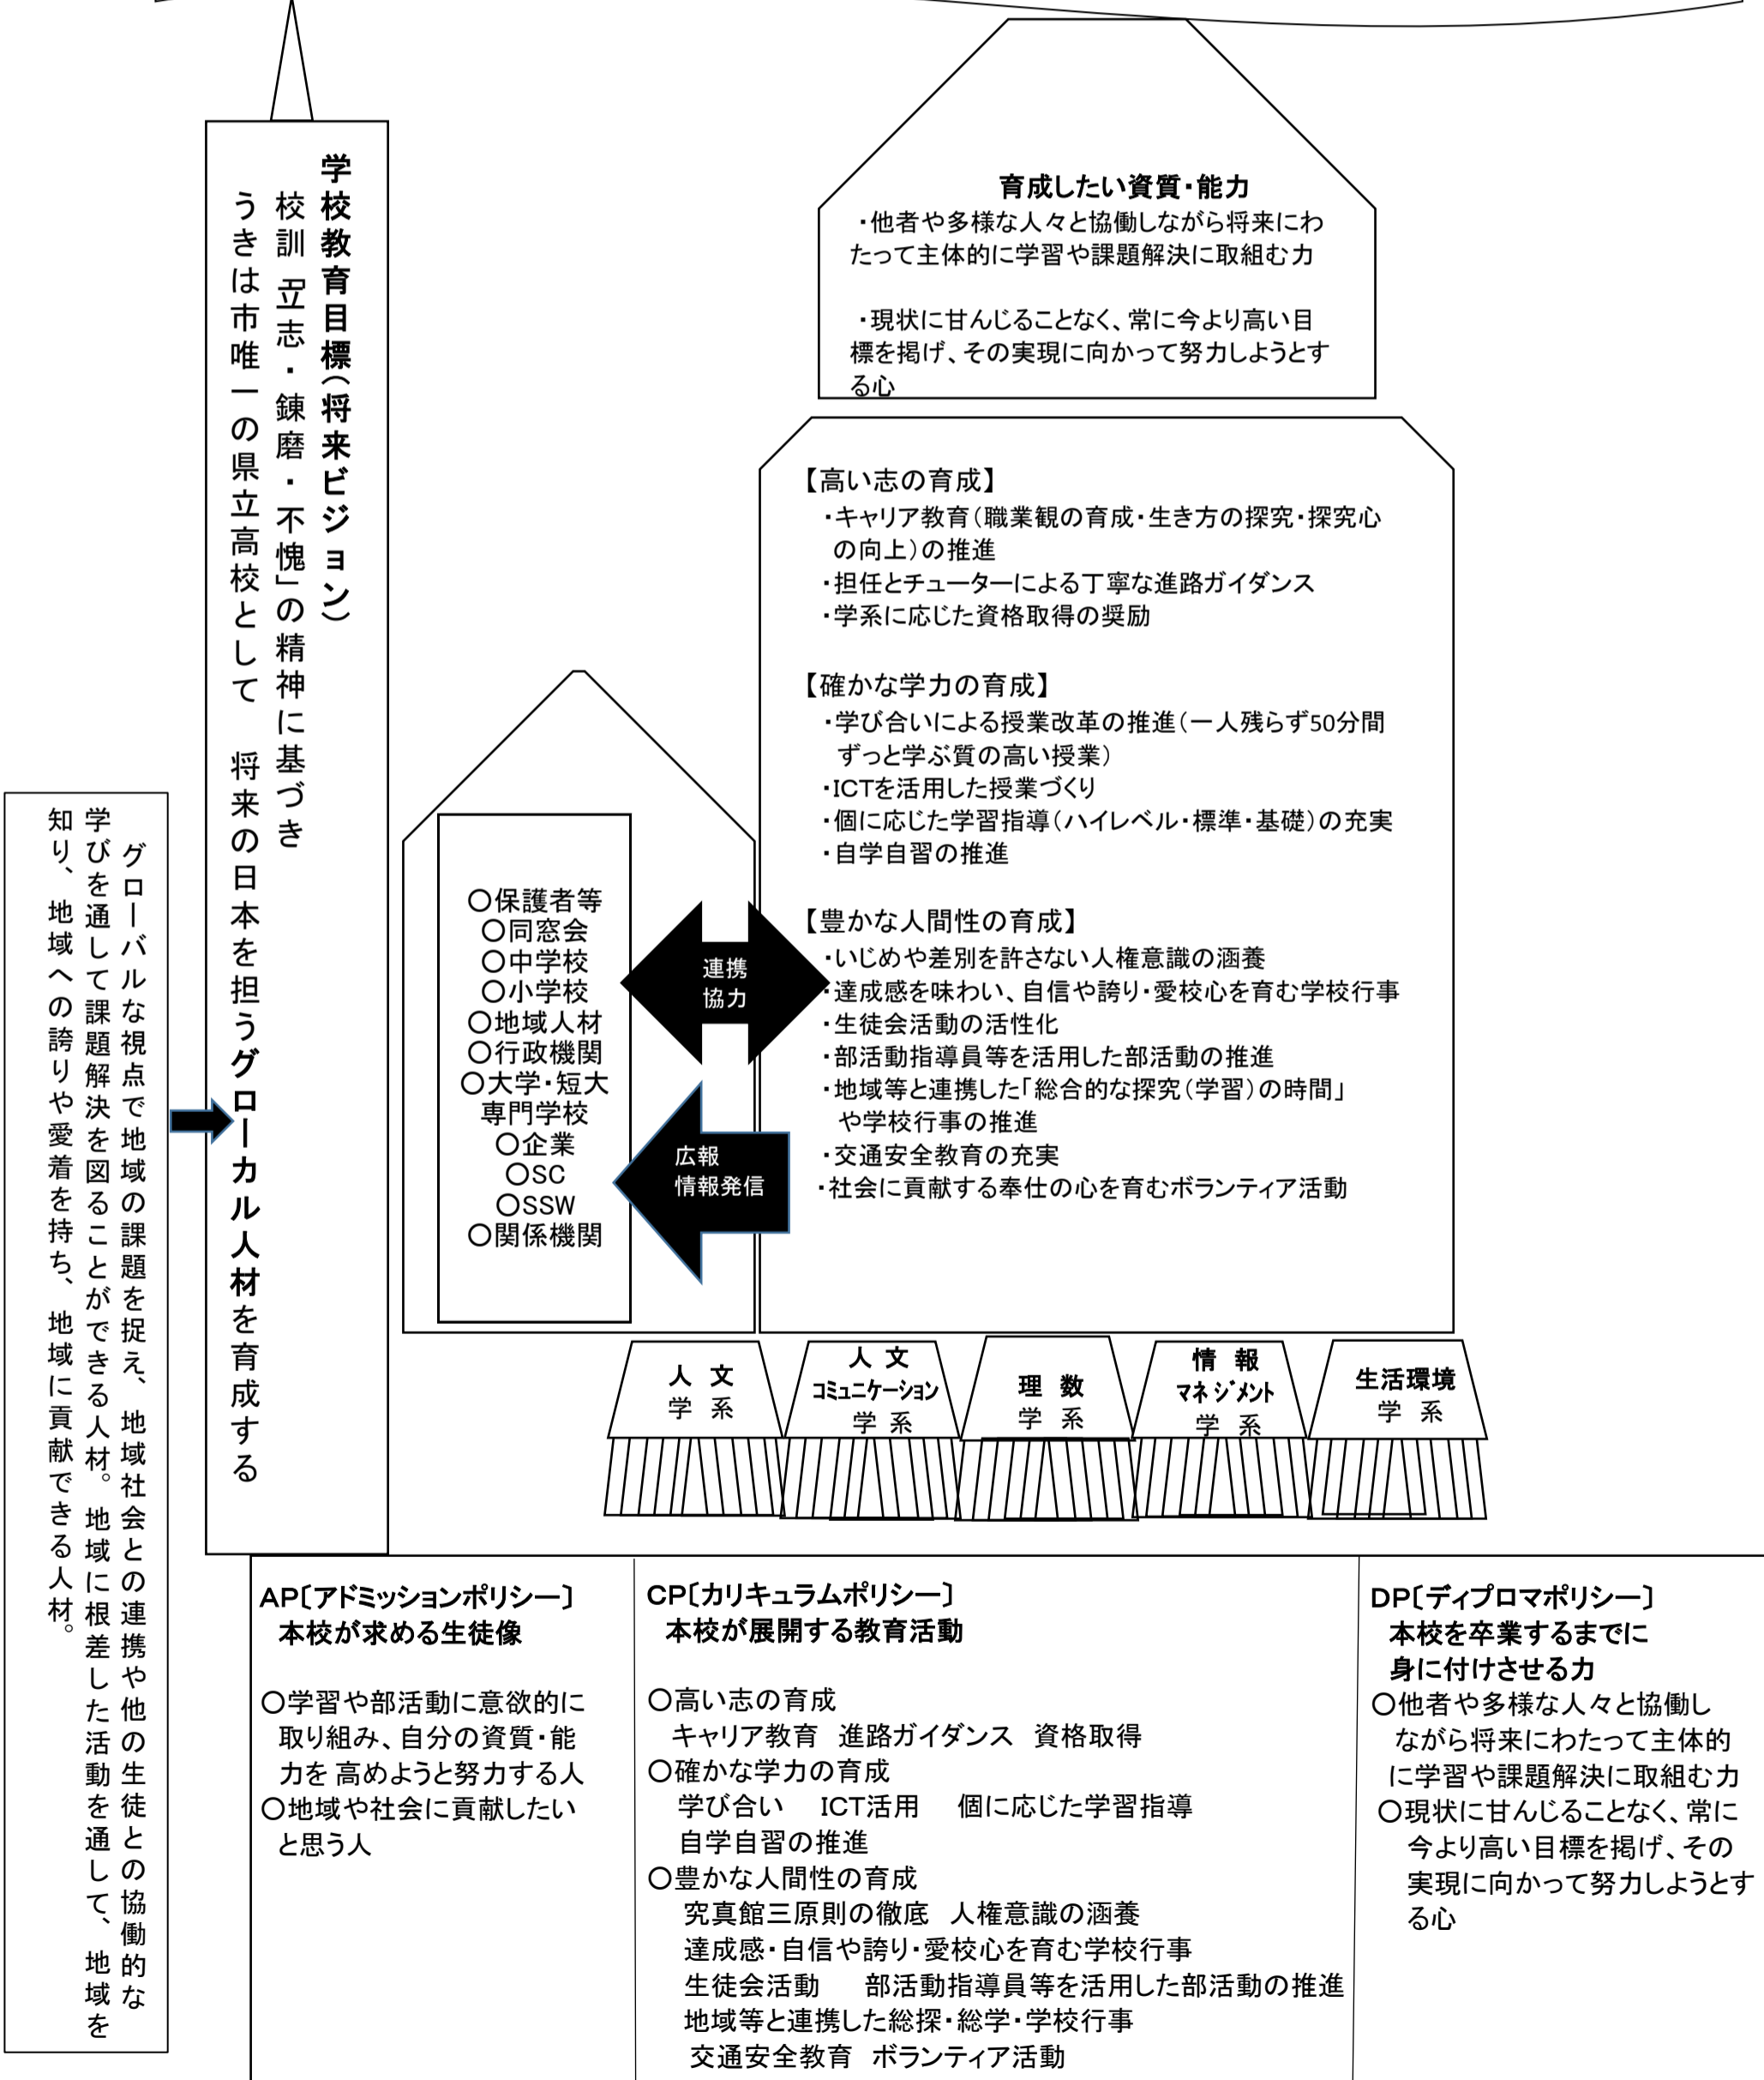 学校教育目標（将来ビジョン）
校訓「立志・錬磨・不愧」の精神に基づき
うきは市唯一の県立高校として　将来の日本を担うグローカル人材を育成する
グローバルな視点で地域の課題を捉え、地域社会との連携や他の生徒との協働的な
学びを通して課題解決を図ることができる人材。地域に根差した活動を通して、地域を
知り、地域への誇りや愛着を持ち、地域に貢献できる人材。
育成したい資質・能力
・他者や多様な人々と協働しながら将来にわ
たって主体的に学習や課題解決に取組む力
・現状に甘んじることなく、常に今より高い目
標を掲げ、その実現に向かって努力しようとす
る心
【高い志の育成】
・キャリア教育（職業観の育成・生き方の探究・探究心
の向上）の推進
・担任とチューターによる丁寧な進路ガイダンス
・学系に応じた資格取得の奨励
【確かな学力の育成】
・学び合いによる授業改革の推進（一人残らず50分間
ずっと学ぶ質の高い授業）
・ICTを活用した授業づくり
・個に応じた学習指導（ハイレベル・標準・基礎）の充実
・自学自習の推進
【豊かな人間性の育成】
・いじめや差別を許さない人権意識の涵養
・達成感を味わい、自信や誇り・愛校心を育む学校行事
・生徒会活動の活性化
・部活動指導員等を活用した部活動の推進
・地域等と連携した「総合的な探究（学習）の時間」
や学校行事の推進
・交通安全教育の充実
・社会に貢献する奉仕の心を育むボランティア活動
○保護者等
○同窓会
○中学校
○小学校
○地域人材
○行政機関
○大学・短大
専門学校
○企業
○SC
○SSW
○関係機関
連携
協力
広報
情報発信
人　文
学　系
人　文
コミュニケーション
学　系
理　数
学　系
情　報
マネジメント
学　系
生活環境
学　系
AP〔アドミッションポリシー〕
本校が求める生徒像
○学習や部活動に意欲的に
取り組み、自分の資質・能
力を 高めようと努力する人
○地域や社会に貢献したい
と思う人
CP〔カリキュラムポリシー〕
本校が展開する教育活動
○高い志の育成
キャリア教育　進路ガイダンス　資格取得
○確かな学力の育成
学び合い　ICT活用　個に応じた学習指導
自学自習の推進
○豊かな人間性の育成
究真館三原則の徹底　人権意識の涵養
達成感・自信や誇り・愛校心を育む学校行事
生徒会活動　部活動指導員等を活用した部活動の推進
地域等と連携した総探・総学・学校行事
交通安全教育　ボランティア活動
DP〔ディプロマポリシー〕
本校を卒業するまでに
身に付けさせる力
○他者や多様な人々と協働し
ながら将来にわたって主体的
に学習や課題解決に取組む力
○現状に甘んじることなく、常に
今より高い目標を掲げ、その
実現に向かって努力しようとす
る心